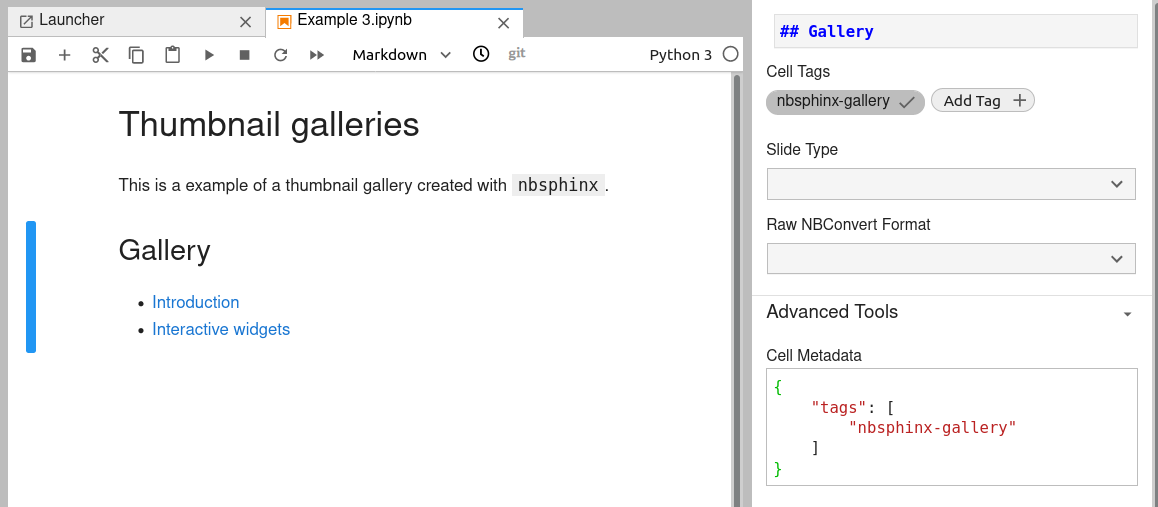 Launcher
Example 3.ipynb
Markdown
git
Python 3
Thumbnail galleries
This is a example of a thumbnail gallery created with nbsphinx.
Gallery
• Introduction
• Interactive widgets
## Gallery
Cell Tags
nbsphinx-gallery
Add Tag
Slide Type
Raw NBConvert Format
Advanced Tools
Cell Metadata
{
"tags": [
"nbsphinx-gallery"
]
}